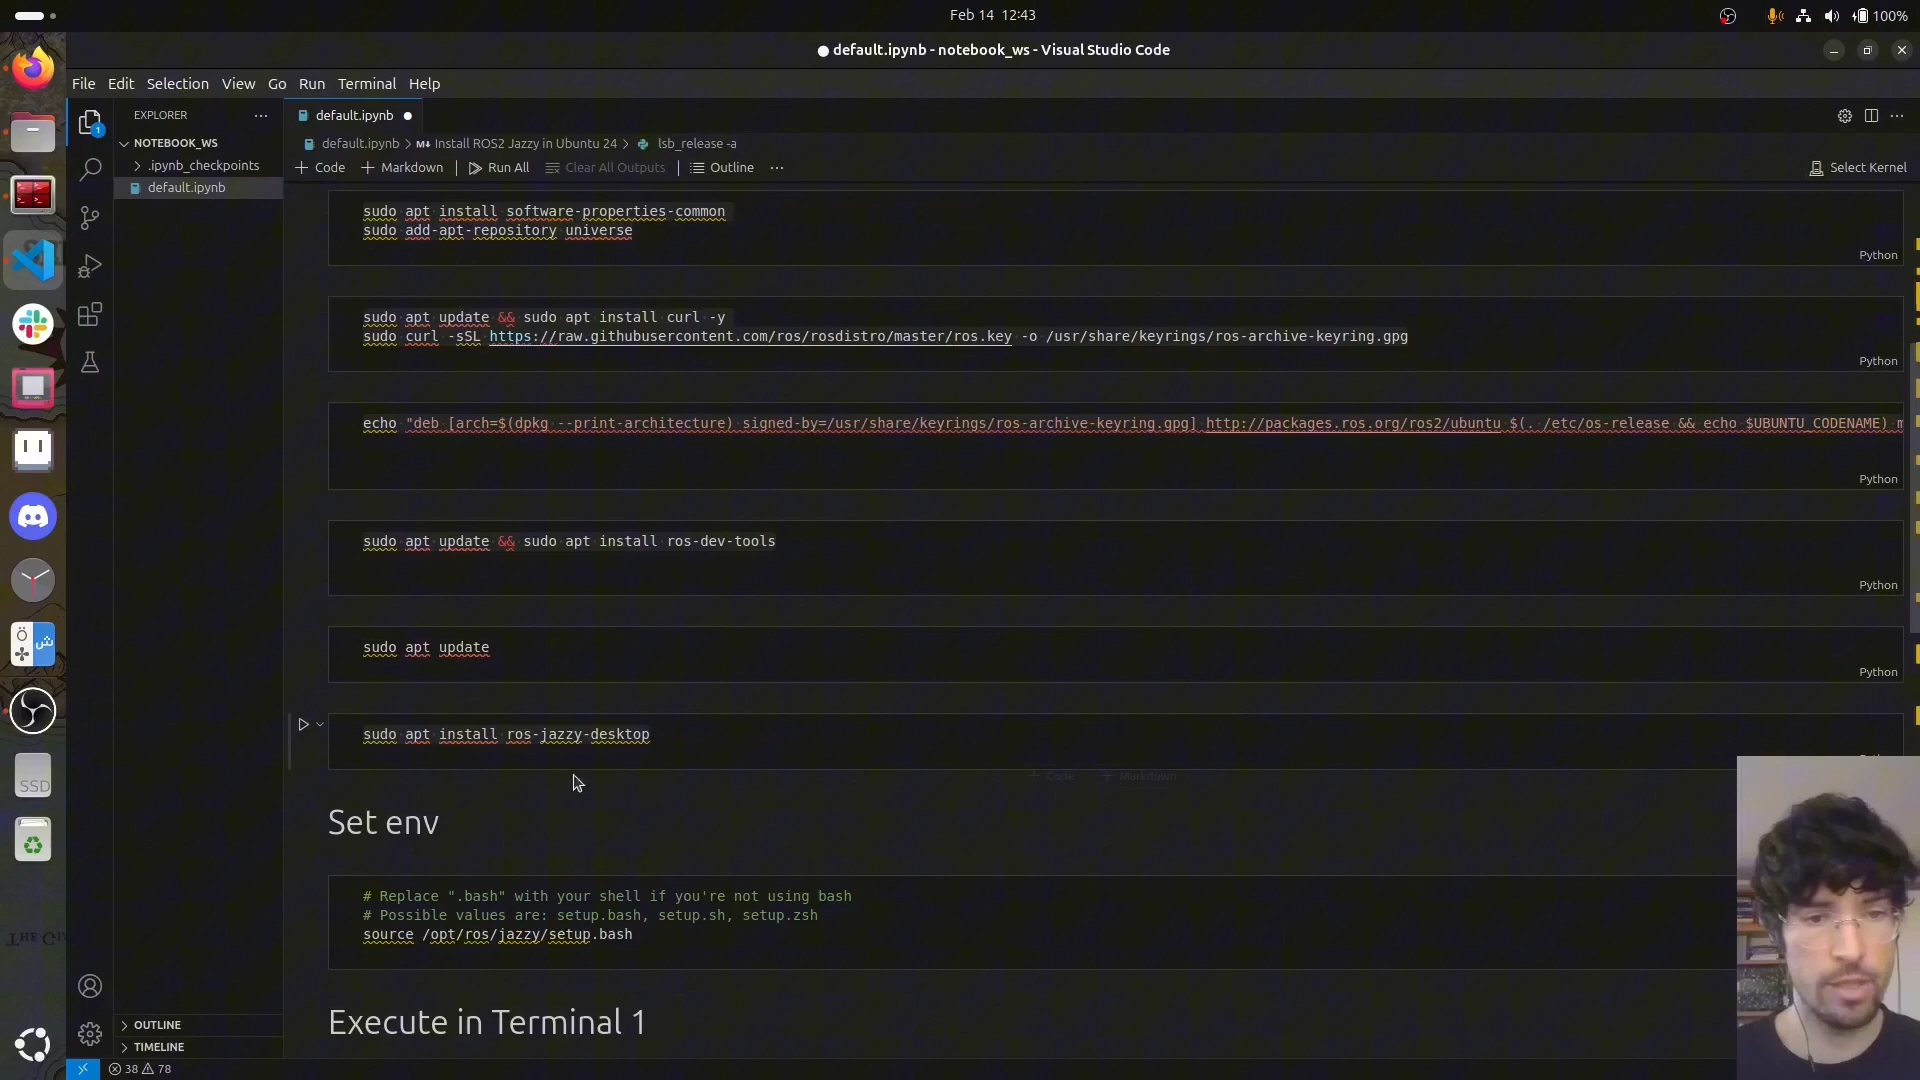 Feb 14 12:43
100%
default.ipynb - notebook_ws - Visual Studio Code
File Edit Selection View Go Run Terminal Help
EXPLORER
NOTEBOOK_WS
.ipynb_checkpoints
default.ipynb
1
default.ipynb
default.ipynb > M↓ Install ROS2 Jazzy in Ubuntu 24 > lsb_release -a
+ Code + Markdown Run All Clear All Outputs Outline ...
Select Kernel
sudo apt install software-properties-common
sudo add-apt-repository universe
Python
sudo apt update && sudo apt install curl -y
sudo curl -sSL https://raw.githubusercontent.com/ros/rosdistro/master/ros.key -o /usr/share/keyrings/ros-archive-keyring.gpg
Python
echo "deb [arch=$(dpkg --print-architecture) signed-by=/usr/share/keyrings/ros-archive-keyring.gpg] http://packages.ros.org/ros2/ubuntu $(. /etc/os-release && echo $UBUNTU_CODENAME) m
Python
sudo apt update && sudo apt install ros-dev-tools
Python
sudo apt update
Python
sudo apt install ros-jazzy-desktop
+ Code + Markdown
Set env
# Replace ".bash" with your shell if you're not using bash
# Possible values are: setup.bash, setup.sh, setup.zsh
source /opt/ros/jazzy/setup.bash
Execute in Terminal 1
OUTLINE
TIMELINE
38 78
SSD